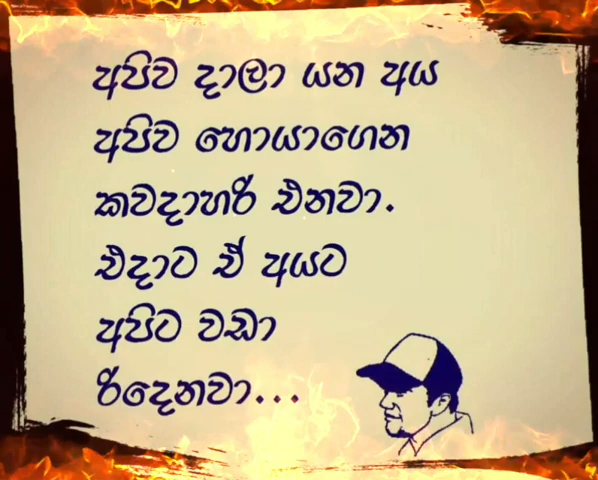 අපිව දාලා යන අය
අපිව හොයාගෙන
කවදාහරි එනවා.
එදාට ඒ අයට
අපිට වඩා
රිදෙනවා...